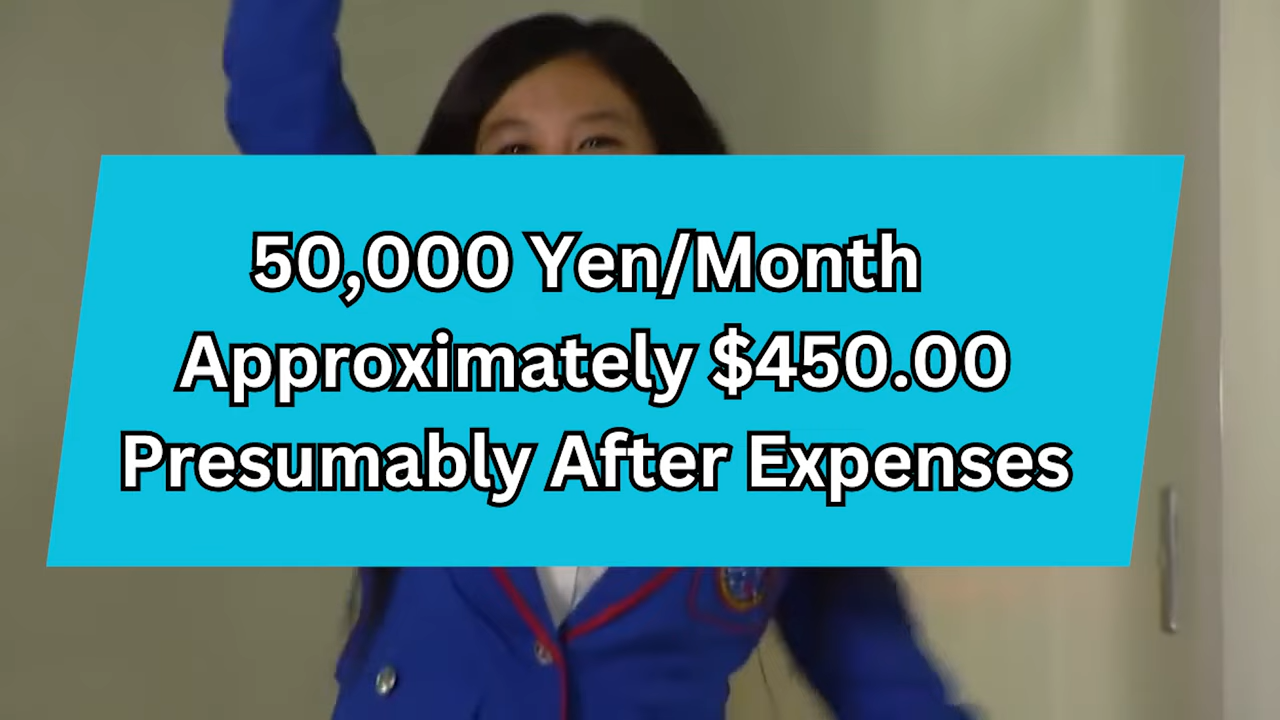 50,000 Yen/Month
Approximately $450.00
Presumably After Expenses